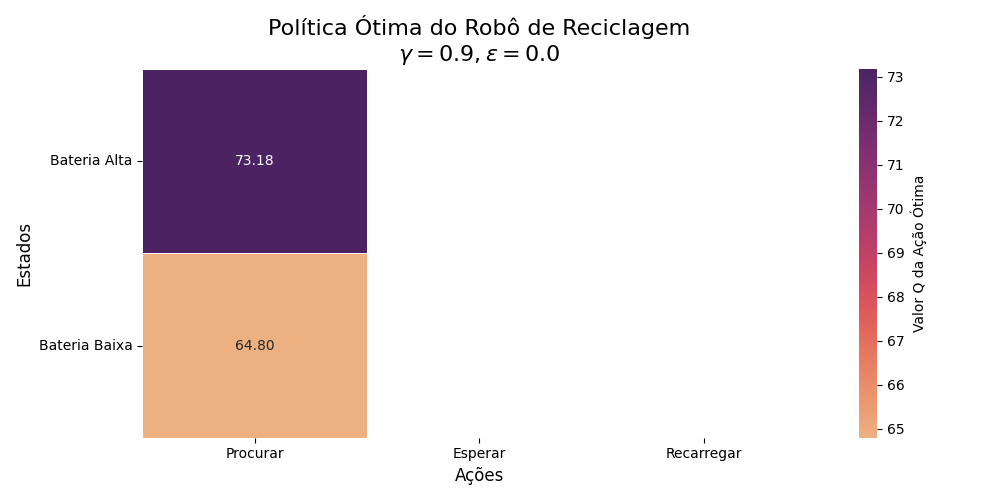 Política Ótima do Robô de Reciclagem
γ = 0.9, ε = 0.0
Estados
Bateria Alta
Bateria Baixa
73.18
64.80
Procurar
Esperar
Recarregar
Ações
73
72
71
70
69
68
67
66
65
Valor Q da Ação Ótima